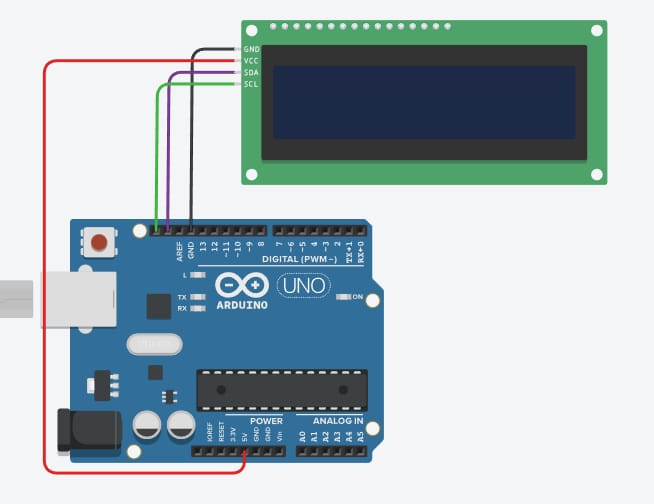 GND
VCC
SDA
SCL
AREF
GND
13
12
~11
~10
~9
8
7
~6
~5
4
~3
2
TX→1
RX←0
DIGITAL (PWM~)
L
TX
RX
ARDUINO
UNO
ON
POWER
ANALOG IN
IOREF
RESET
3.3V
5V
GND
GND
Vin
A0
A1
A2
A3
A4
A5